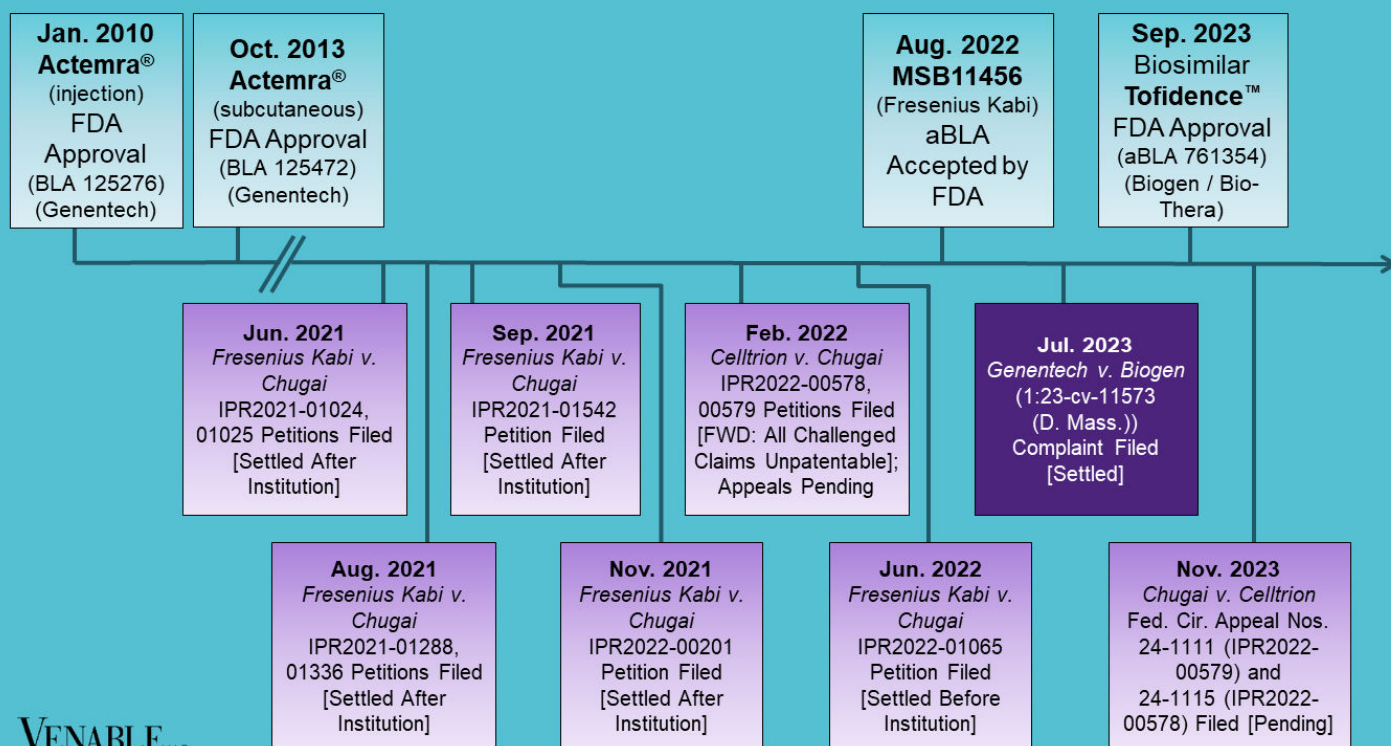 Jan. 2010
Actemra®
(injection)
FDA
Approval
(BLA 125276)
(Genentech)
Oct. 2013
Actemra®
(subcutaneous)
FDA Approval
(BLA 125472)
(Genentech)
Aug. 2022
MSB11456
(Fresenius Kabi)
aBLA
Accepted by
FDA
Sep. 2023
Biosimilar
Tofidence™
FDA Approval
(aBLA 761354)
(Biogen / Bio-
Thera)
Jun. 2021
Fresenius Kabi v.
Chugai
IPR2021-01024,
01025 Petitions Filed
[Settled After
Institution]
Sep. 2021
Fresenius Kabi v.
Chugai
IPR2021-01542
Petition Filed
[Settled After
Institution]
Feb. 2022
Celltrion v. Chugai
IPR2022-00578,
00579 Petitions Filed
[FWD: All Challenged
Claims Unpatentable];
Appeals Pending
Jul. 2023
Genentech v. Biogen
(1:23-cv-11573
(D. Mass.))
Complaint Filed
[Settled]
Aug. 2021
Fresenius Kabi v.
Chugai
IPR2021-01288,
01336 Petitions Filed
[Settled After
Institution]
Nov. 2021
Fresenius Kabi v.
Chugai
IPR2022-00201
Petition Filed
[Settled After
Institution]
Jun. 2022
Fresenius Kabi v.
Chugai
IPR2022-01065
Petition Filed
[Settled Before
Institution]
Nov. 2023
Chugai v. Celltrion
Fed. Cir. Appeal Nos.
24-1111 (IPR2022-
00579) and
24-1115 (IPR2022-
00578) Filed [Pending]
VENABLE